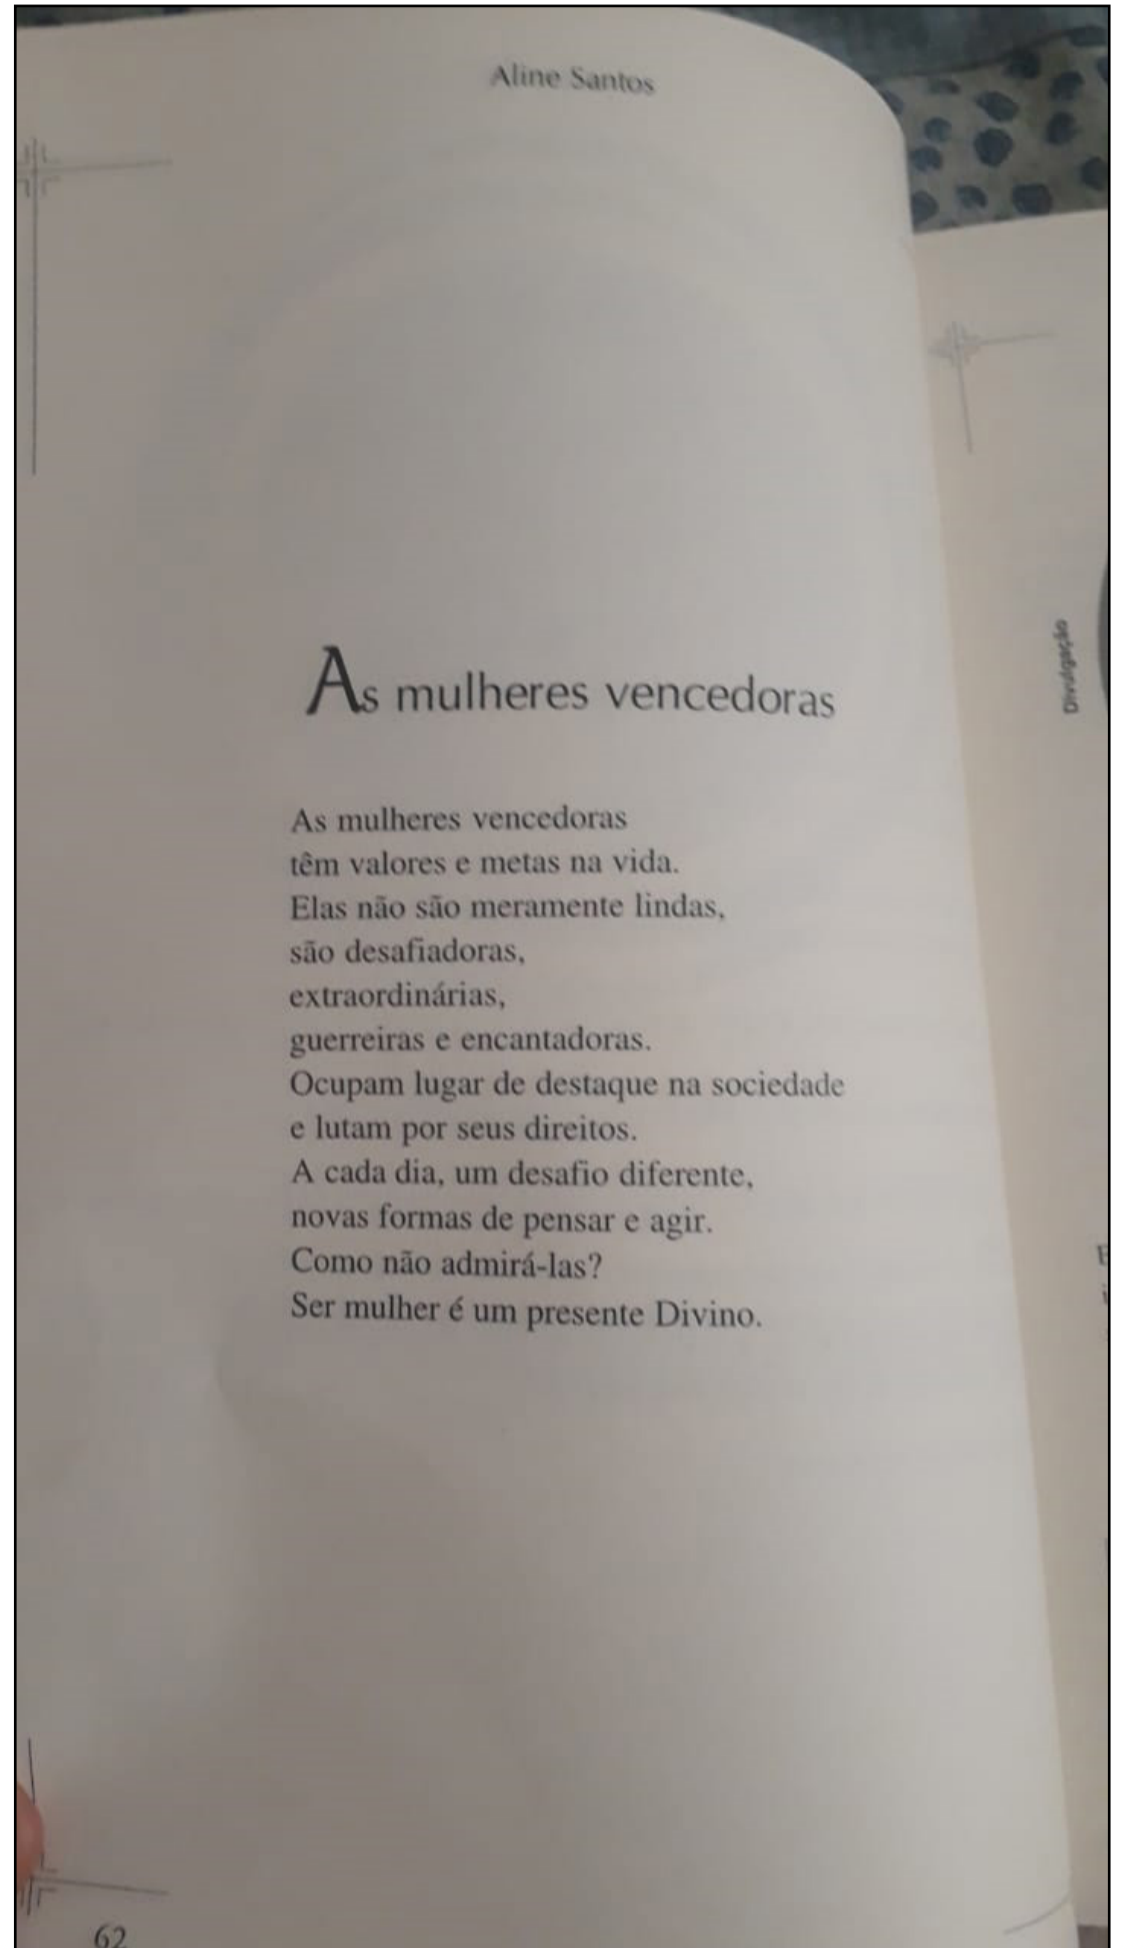 Aline Santos
As mulheres vencedoras
As mulheres vencedoras
têm valores e metas na vida.
Elas não são meramente lindas,
são desafiadoras,
extraordinárias,
guerreiras e encantadoras.
Ocupam lugar de destaque na sociedade
e lutam por seus direitos.
A cada dia, um desafio diferente,
novas formas de pensar e agir.
Como não admirá-las?
Ser mulher é um presente Divino.
62
Divulgação